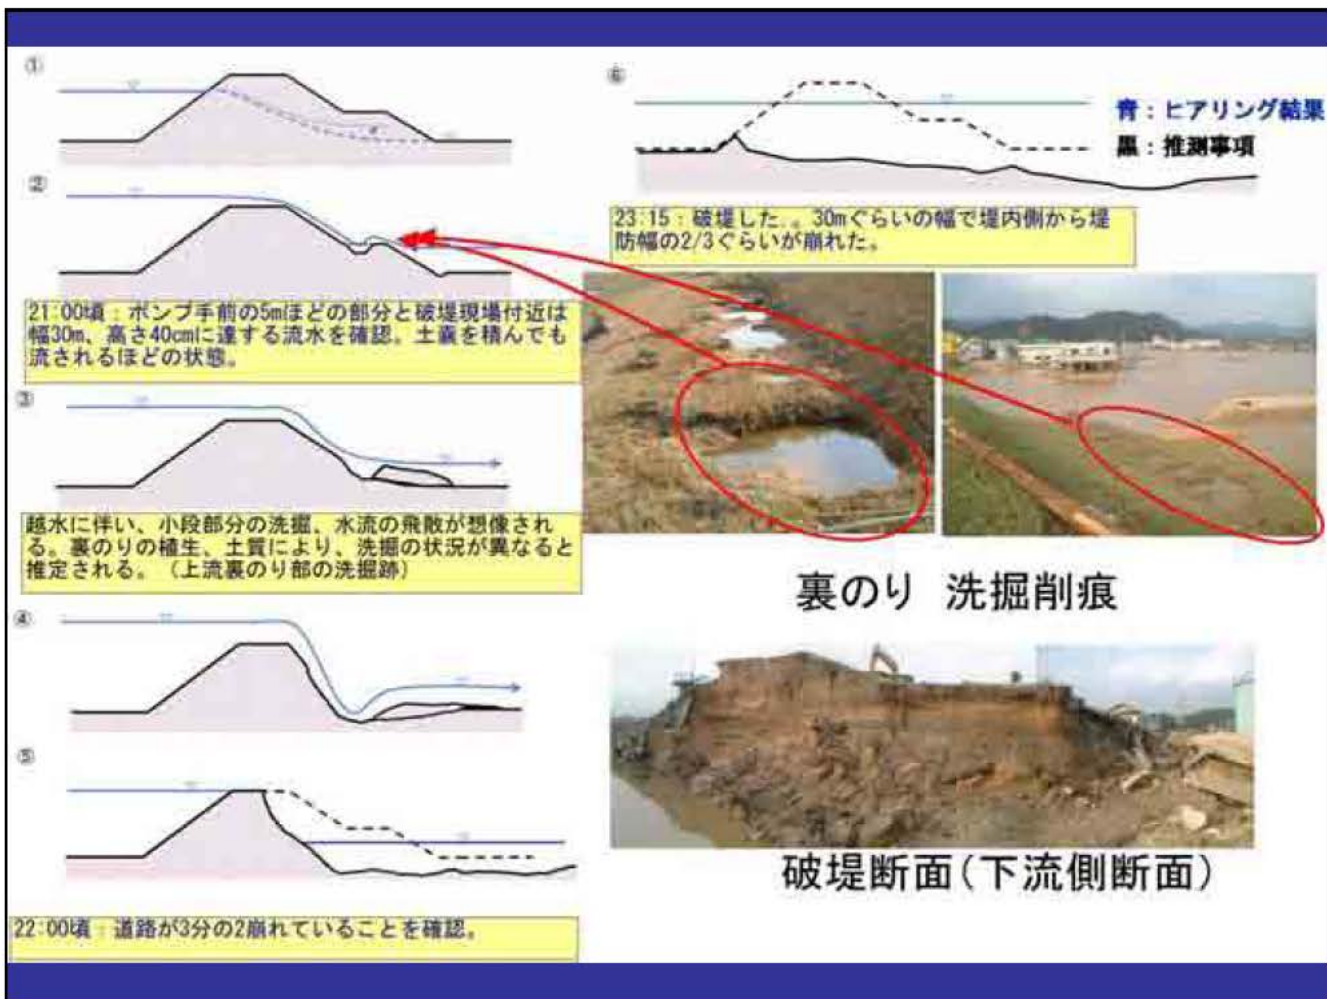 ①
②
21:00頃：ポンプ手前の5mほどの部分と破堤現場付近は
幅30m、高さ40cmに達する流水を確認。土嚢を積んでも
流されるほどの状態。
③
越水に伴い、小段部分の洗掘、水流の飛散が想像され
る。裏のりの植生、土質により、洗掘の状況が異なると
推定される。（上流裏のり部の洗掘跡）
④
⑤
22:00頃：道路が3分の2崩れていることを確認。
⑥
青：ヒアリング結果
黒：推測事項
23:15：破堤した.。30mぐらいの幅で堤内側から堤
防幅の2/3ぐらいが崩れた。
裏のり 洗掘削痕
破堤断面(下流側断面)